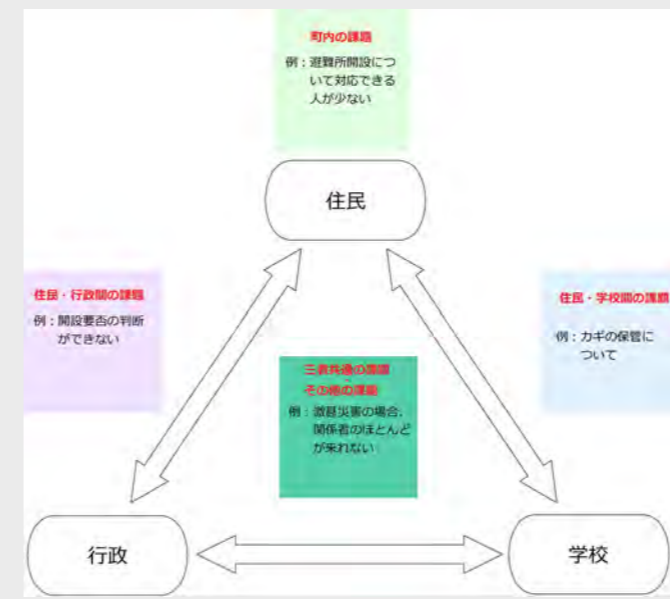 町内の課題
例：避難所開設につ
いて対応できる
人が少ない
住民
住民・行政間の課題
例：開設要否の判断
ができない
住民・学校間の課題
例：カギの保管に
ついて
三者共通の課題
その他の課題
例：激甚災害の場合、
関係者のほとんど
が来れない
行政
学校